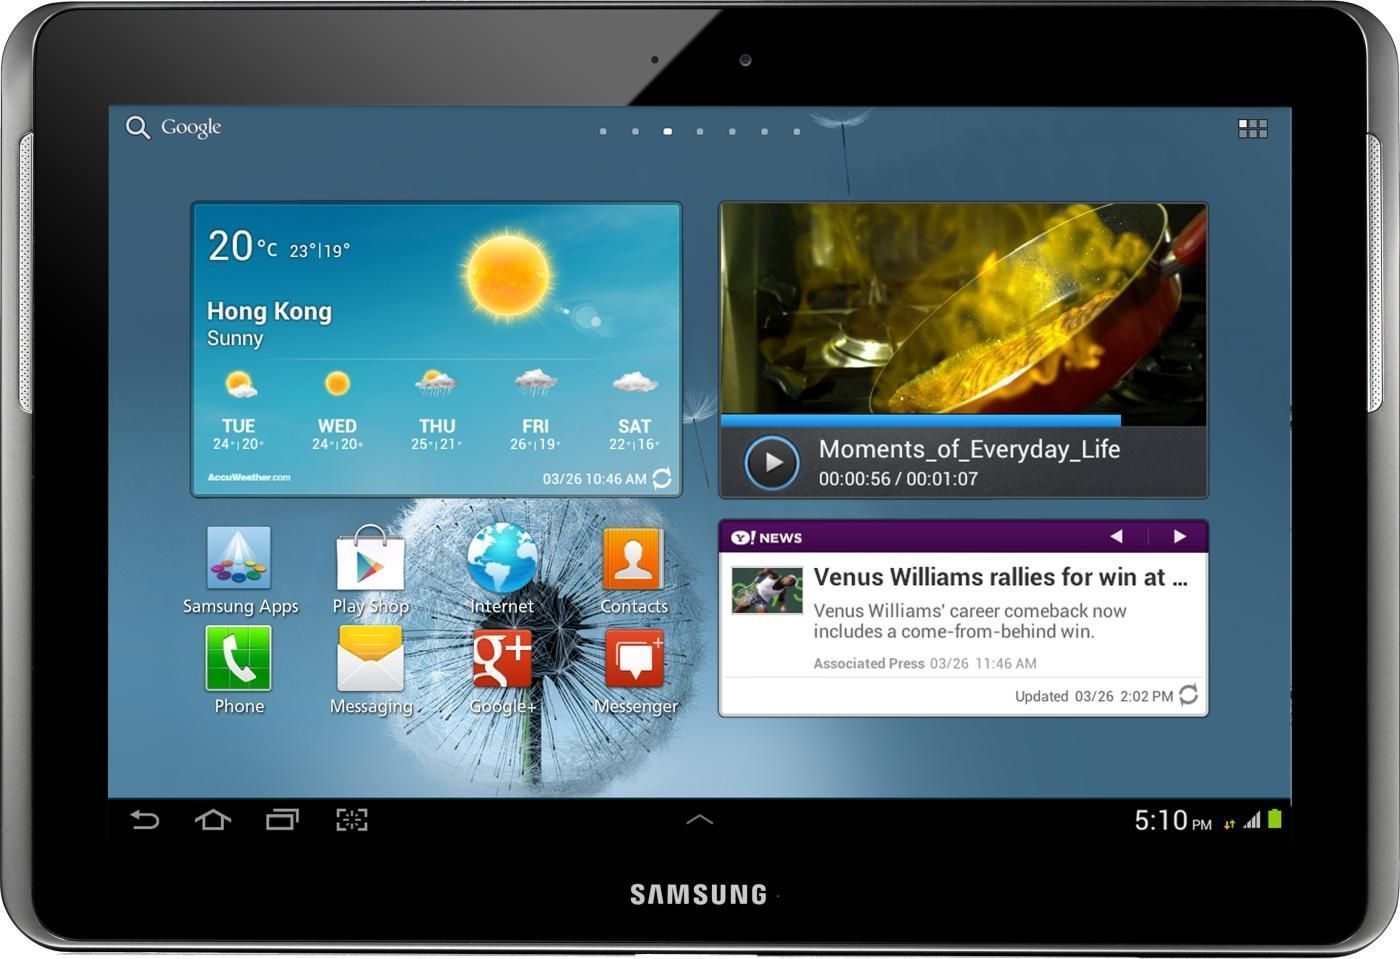 Google
20°C 23°|19°
Hong Kong
Sunny
TUE WED THU FRI SAT
24°|20° 24°|20° 25°|21° 26°|19° 22°|16°
AccuWeather.com 03/26 10:46 AM
Moments_of_Everyday_Life
00:00:56 / 00:01:07
Y! NEWS
Venus Williams rallies for win at ...
Venus Williams' career comeback now
includes a come-from-behind win.
Associated Press 03/26 11:46 AM
Updated 03/26 2:02 PM
Samsung Apps Play Shop Internet Contacts
g+
Phone Messaging Google+ Messenger
5:10 PM
SAMSUNG